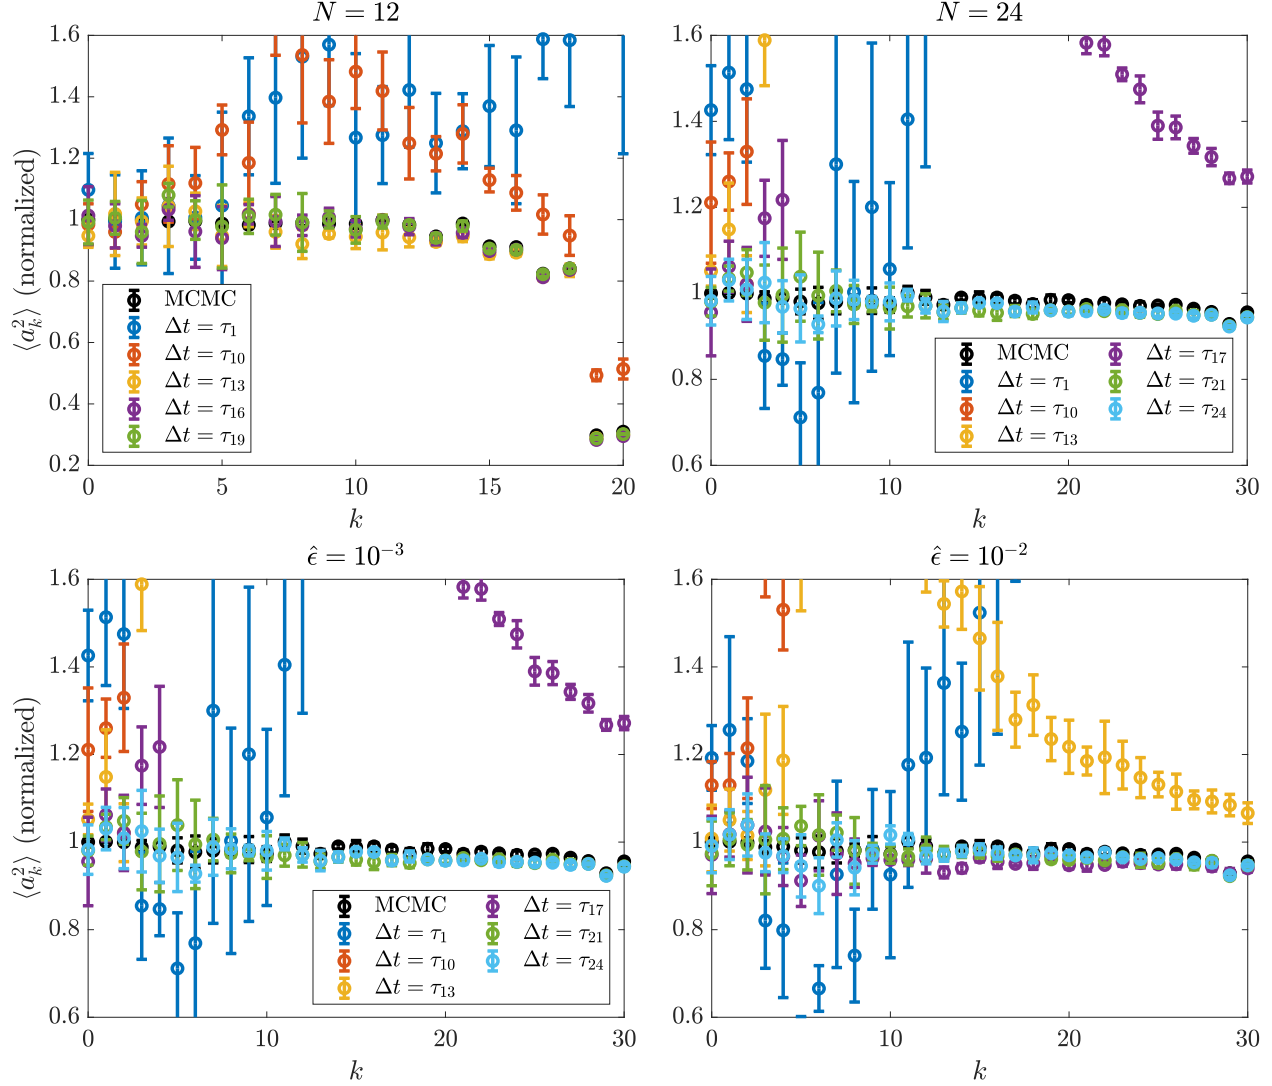 N = 12
1.6
1.4
1.2
1
0.8
0.6
0.4
0.2
⟨a_k^2⟩ (normalized)
MCMC
Δt = τ_1
Δt = τ_10
Δt = τ_13
Δt = τ_16
Δt = τ_19
0 5 10 15 20
k
N = 24
1.6
1.4
1.2
1
0.8
0.6
MCMC
Δt = τ_1
Δt = τ_10
Δt = τ_13
Δt = τ_17
Δt = τ_21
Δt = τ_24
0 10 20 30
k
ε̂ = 10^{-3}
1.6
1.4
1.2
1
0.8
0.6
⟨a_k^2⟩ (normalized)
MCMC
Δt = τ_1
Δt = τ_10
Δt = τ_13
Δt = τ_17
Δt = τ_21
Δt = τ_24
0 10 20 30
k
ε̂ = 10^{-2}
1.6
1.4
1.2
1
0.8
0.6
0 10 20 30
k